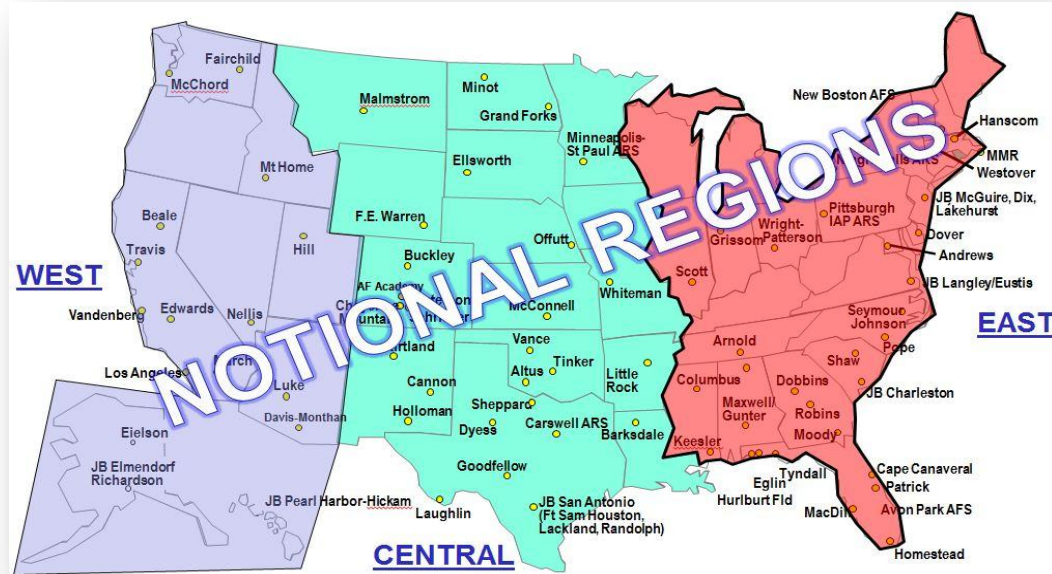 Fairchild
McChord
Mt Home
Beale
Travis
Hill
WEST
Vandenberg
Edwards
Nellis
March
Los Angeles
Luke
Davis-Monthan
Eielson
JB Elmendorf
Richardson
JB Pearl Harbor-Hickam
NOTIONAL REGIONS
Malmstrom
Minot
Grand Forks
Minneapolis-
St Paul ARS
Ellsworth
F.E. Warren
Offutt
Buckley
AF Academy
McConnell
Whiteman
Vance
Tinker
Altus
Little
Rock
Cannon
Holloman
Sheppard
Dyess
Carswell ARS
Barksdale
Goodfellow
Laughlin
JB San Antonio
(Ft Sam Houston,
Lackland, Randolph)
CENTRAL
New Boston AFS
Hanscom
MMR
Westover
ARS
Pittsburgh
IAP ARS
JB McGuire, Dix,
Lakehurst
Grissom
Wright-
Patterson
Dover
Andrews
Scott
JB Langley/Eustis
Seymour
Johnson
EAST
Pope
Arnold
Shaw
Columbus
Dobbins
JB Charleston
Maxwell/
Gunter
Robins
Keesler
Moody
Tyndall
Eglin
Hurlburt Fld
Cape Canaveral
Patrick
MacDill
Avon Park AFS
Homestead